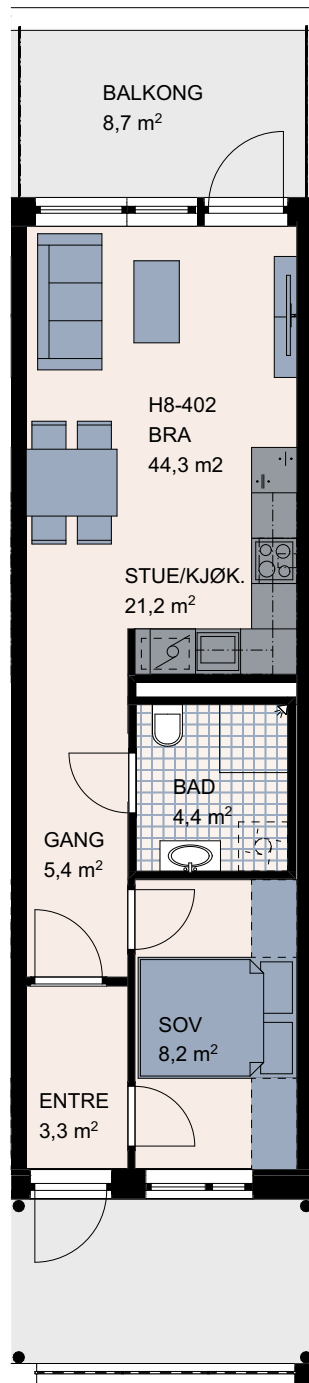 BALKONG
8,7 m²
H8-402
BRA
44,3 m2
STUE/KJØK.
21,2 m²
BAD
4,4 m²
GANG
5,4 m²
SOV
8,2 m²
ENTRE
3,3 m²